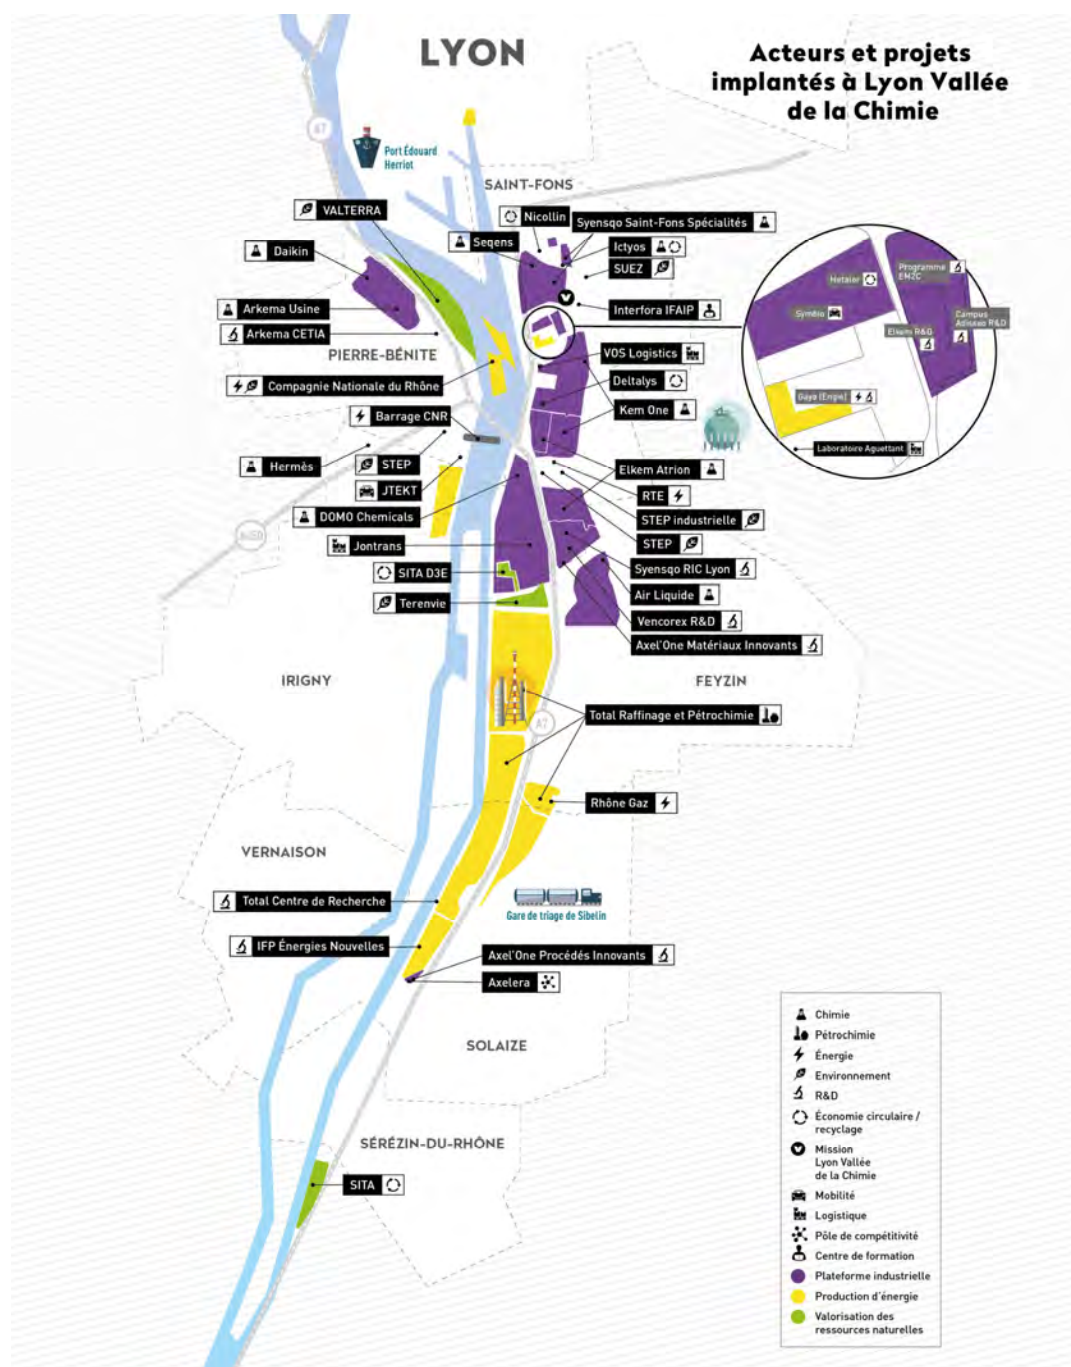 LYON
Acteurs et projets
implantés à Lyon Vallée
de la Chimie
A7
Port Édouard
Herriot
SAINT-FONS
VALTERRA
Nicollin
Syensqo Saint-Fons Spécialités
Seqens
Ictyos
Daikin
SUEZ
Interfora IFAIP
Arkema Usine
Arkema CETIA
PIERRE-BÉNITE
Hetaler
Programme
EM2C
Symbio
Elkem R&D
Campus
Adisseo R&D
Gaya (Engie)
Laboratoire Aguettant
VOS Logistics
Deltalys
Compagnie Nationale du Rhône
Kem One
Barrage CNR
STEP
Hermès
Elkem Atrion
JTEKT
RTE
DOMO Chemicals
STEP industrielle
A450
Jontrans
STEP
SITA D3E
Syensqo RIC Lyon
Air Liquide
Terenvie
Vencorex R&D
Axel'One Matériaux Innovants
IRIGNY
FEYZIN
Total Raffinage et Pétrochimie
A7
Rhône Gaz
VERNAISON
Total Centre de Recherche
Gare de triage de Sibelin
IFP Énergies Nouvelles
Axel'One Procédés Innovants
Axelera
SOLAIZE
SÉRÉZIN-DU-RHÔNE
SITA
Chimie
Pétrochimie
Énergie
Environnement
R&D
Économie circulaire /
recyclage
Mission
Lyon Vallée
de la Chimie
Mobilité
Logistique
Pôle de compétitivité
Centre de formation
Plateforme industrielle
Production d'énergie
Valorisation des
ressources naturelles